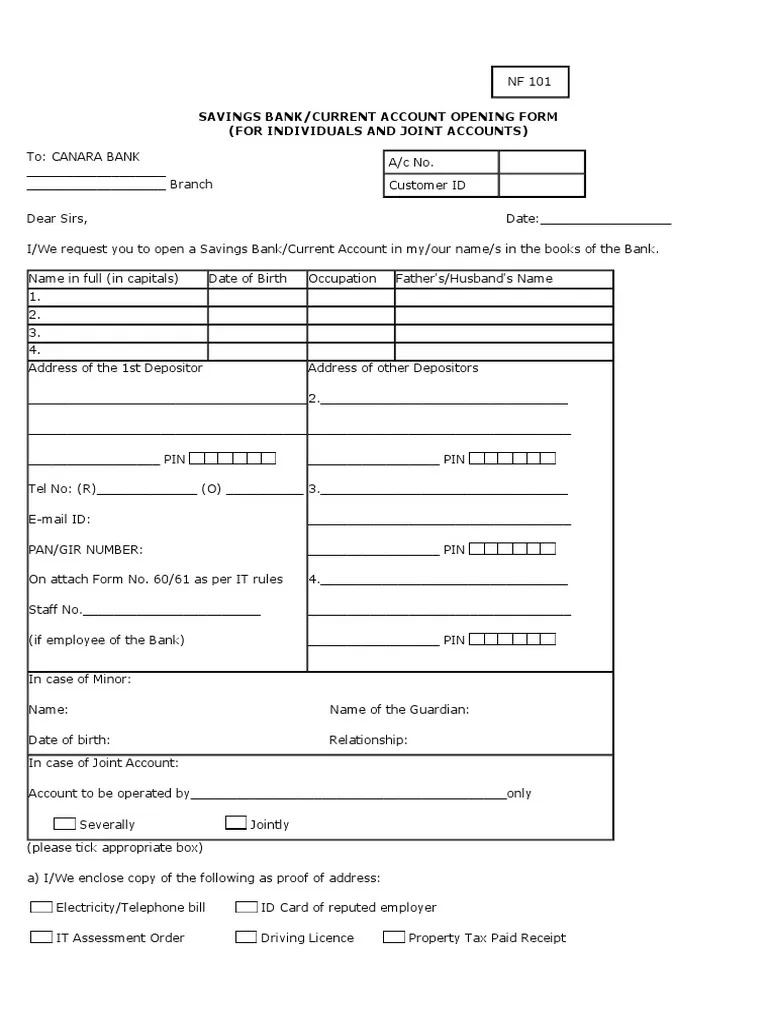 NF 101
SAVINGS BANK/CURRENT ACCOUNT OPENING FORM
(FOR INDIVIDUALS AND JOINT ACCOUNTS)
To: CANARA BANK
A/c No.
__________________
__________________ Branch
Customer ID
Dear Sirs, Date:_________________
I/We request you to open a Savings Bank/Current Account in my/our name/s in the books of the Bank.
Name in full (in capitals) Date of Birth Occupation Father's/Husband's Name
1.
2.
3.
4.
Address of the 1st Depositor
____________________________________
____________________________________
_________________ PIN
Tel No: (R)_____________ (O) __________
E-mail ID:
PAN/GIR NUMBER:
On attach Form No. 60/61 as per IT rules
Staff No._______________________
(if employee of the Bank)
Address of other Depositors
2.________________________________
__________________________________
_________________ PIN
3.________________________________
__________________________________
_________________ PIN
4.________________________________
__________________________________
_________________ PIN
In case of Minor:
Name: Name of the Guardian:
Date of birth: Relationship:
In case of Joint Account:
Account to be operated by_________________________________________only
Severally Jointly
(please tick appropriate box)
a) I/We enclose copy of the following as proof of address:
Electricity/Telephone bill ID Card of reputed employer
IT Assessment Order Driving Licence Property Tax Paid Receipt